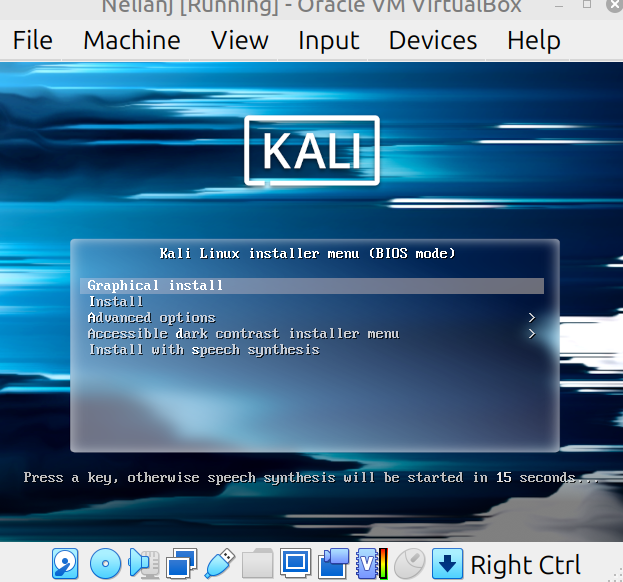 Nelianj [Running] - Oracle VM VirtualBox
File Machine View Input Devices Help
KALI
Kali Linux installer menu (BIOS mode)
Graphical install
Install
Advanced options >
Accessible dark contrast installer menu >
Install with speech synthesis
Press a key, otherwise speech synthesis will be started in 15 seconds...
V
Right Ctrl